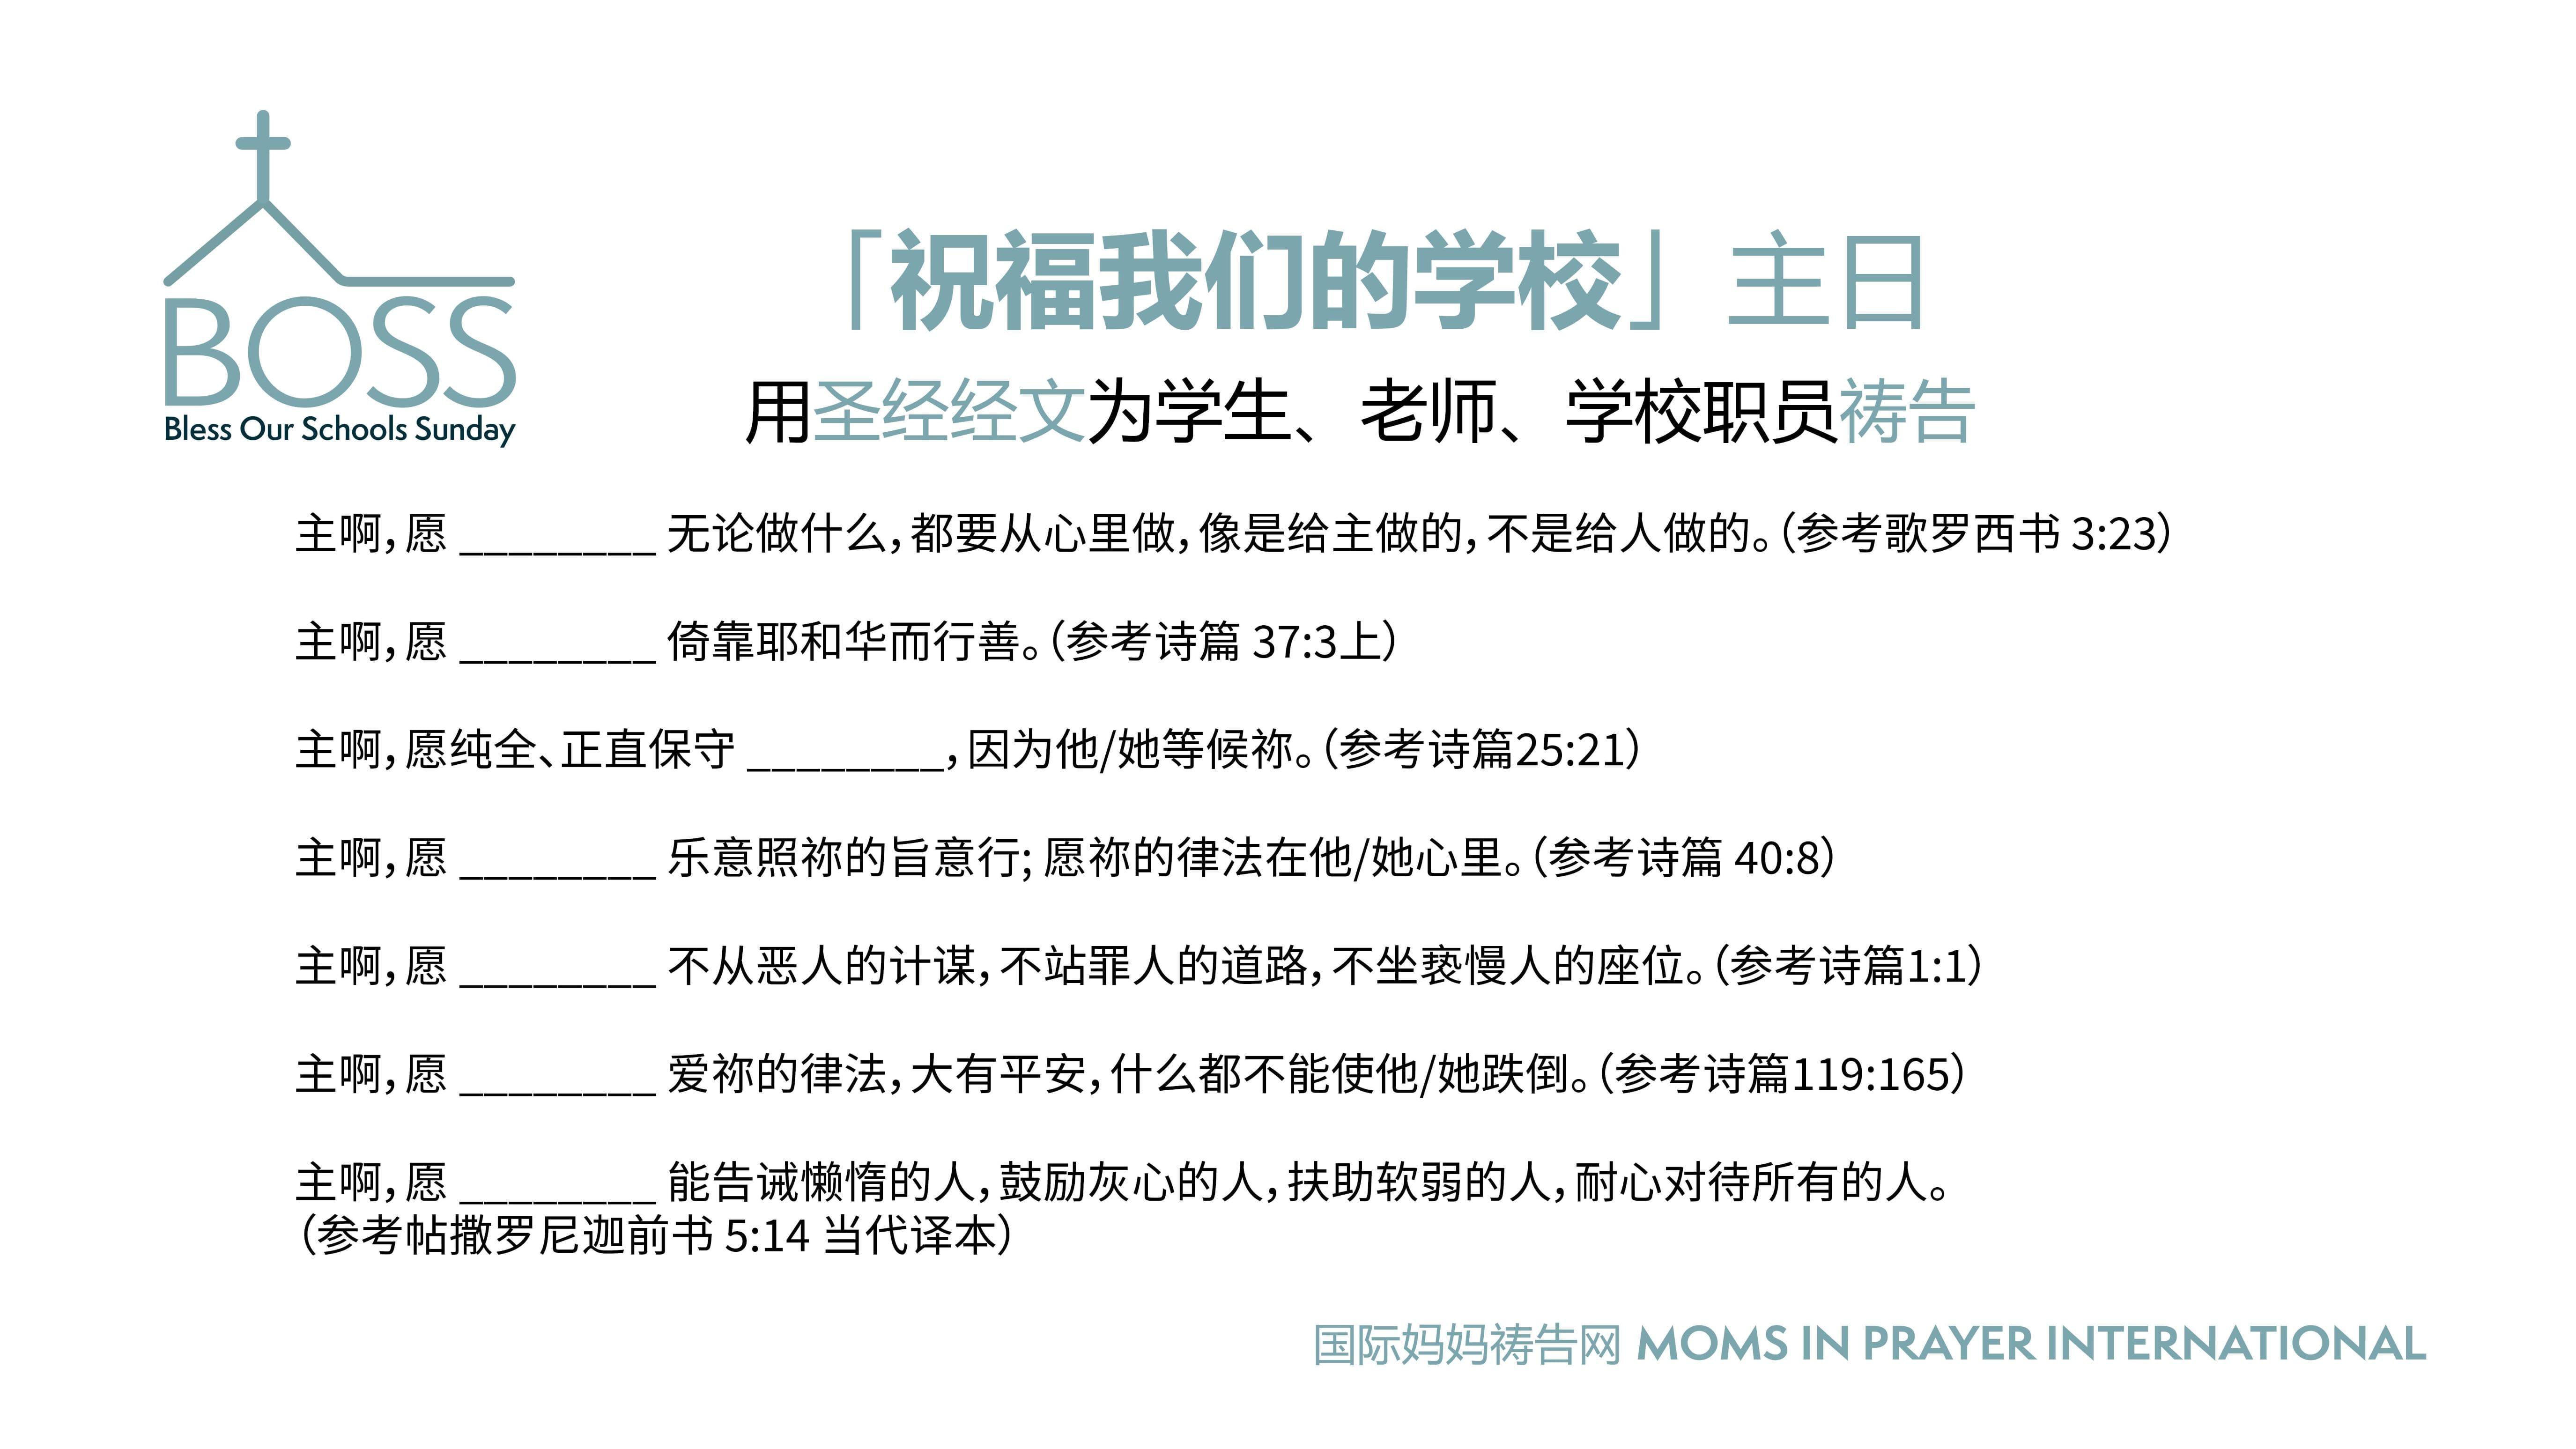 BOSS
Bless Our Schools Sunday
「祝福我们的学校」主日
用圣经经文为学生、老师、学校职员祷告
主啊，愿 ________ 无论做什么，都要从心里做，像是给主做的，不是给人做的。（参考歌罗西书 3:23）
主啊，愿 ________ 倚靠耶和华而行善。（参考诗篇 37:3上）
主啊，愿纯全、正直保守 ________，因为他/她等候祢。（参考诗篇25:21）
主啊，愿 ________ 乐意照祢的旨意行; 愿祢的律法在他/她心里。（参考诗篇 40:8）
主啊，愿 ________ 不从恶人的计谋，不站罪人的道路，不坐亵慢人的座位。（参考诗篇1:1）
主啊，愿 ________ 爱祢的律法，大有平安，什么都不能使他/她跌倒。（参考诗篇119:165）
主啊，愿 ________ 能告诫懒惰的人，鼓励灰心的人，扶助软弱的人，耐心对待所有的人。
（参考帖撒罗尼迦前书 5:14 当代译本）
国际妈妈祷告网 MOMS IN PRAYER INTERNATIONAL